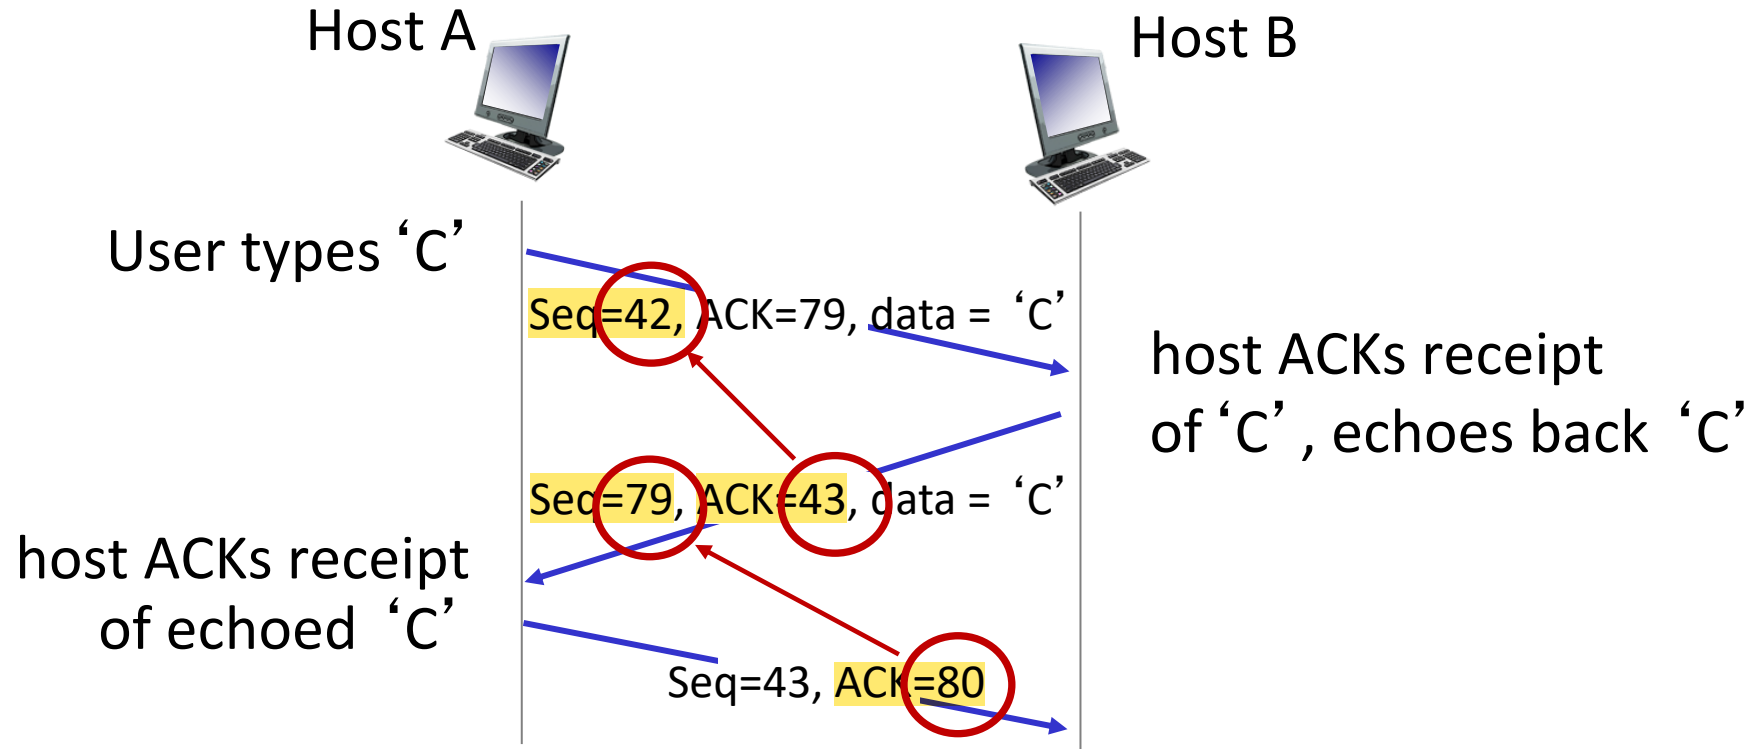 Host A
Host B
User types ‘C’
Seq=42, ACK=79, data = ‘C’
host ACKs receipt
of ‘C’, echoes back ‘C’
Seq=79, ACK=43, data = ‘C’
host ACKs receipt
of echoed ‘C’
Seq=43, ACK=80